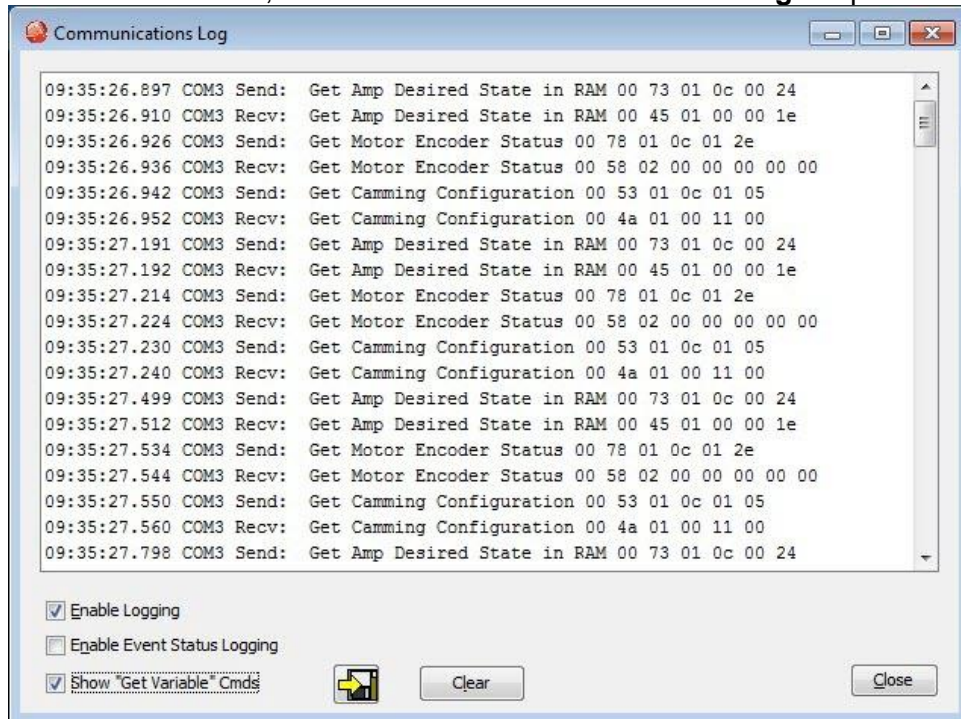 Communications Log
09:35:26.897 COM3 Send: Get Amp Desired State in RAM 00 73 01 0c 00 24
09:35:26.910 COM3 Recv: Get Amp Desired State in RAM 00 45 01 00 00 1e
09:35:26.926 COM3 Send: Get Motor Encoder Status 00 78 01 0c 01 2e
09:35:26.936 COM3 Recv: Get Motor Encoder Status 00 58 02 00 00 00 00 00
09:35:26.942 COM3 Send: Get Camming Configuration 00 53 01 0c 01 05
09:35:26.952 COM3 Recv: Get Camming Configuration 00 4a 01 00 11 00
09:35:27.191 COM3 Send: Get Amp Desired State in RAM 00 73 01 0c 00 24
09:35:27.192 COM3 Recv: Get Amp Desired State in RAM 00 45 01 00 00 1e
09:35:27.214 COM3 Send: Get Motor Encoder Status 00 78 01 0c 01 2e
09:35:27.224 COM3 Recv: Get Motor Encoder Status 00 58 02 00 00 00 00 00
09:35:27.230 COM3 Send: Get Camming Configuration 00 53 01 0c 01 05
09:35:27.240 COM3 Recv: Get Camming Configuration 00 4a 01 00 11 00
09:35:27.499 COM3 Send: Get Amp Desired State in RAM 00 73 01 0c 00 24
09:35:27.512 COM3 Recv: Get Amp Desired State in RAM 00 45 01 00 00 1e
09:35:27.534 COM3 Send: Get Motor Encoder Status 00 78 01 0c 01 2e
09:35:27.544 COM3 Recv: Get Motor Encoder Status 00 58 02 00 00 00 00 00
09:35:27.550 COM3 Send: Get Camming Configuration 00 53 01 0c 01 05
09:35:27.560 COM3 Recv: Get Camming Configuration 00 4a 01 00 11 00
09:35:27.798 COM3 Send: Get Amp Desired State in RAM 00 73 01 0c 00 24
Enable Logging
Enable Event Status Logging
Show "Get Variable" Cmds
Clear
Close